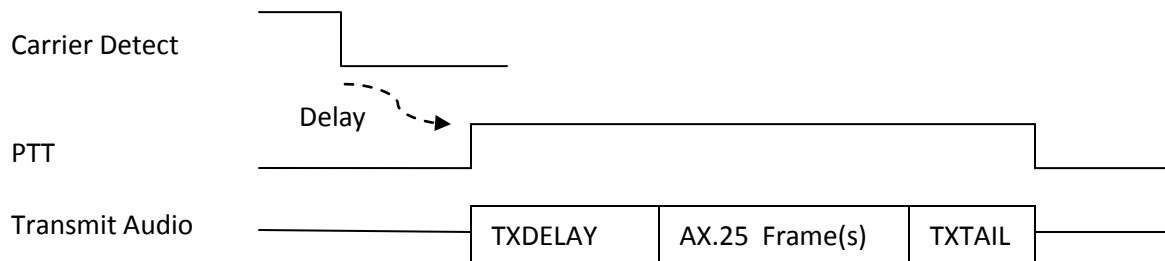 Carrier Detect
Delay
PTT
Transmit Audio
TXDELAY
AX.25 Frame(s)
TXTAIL